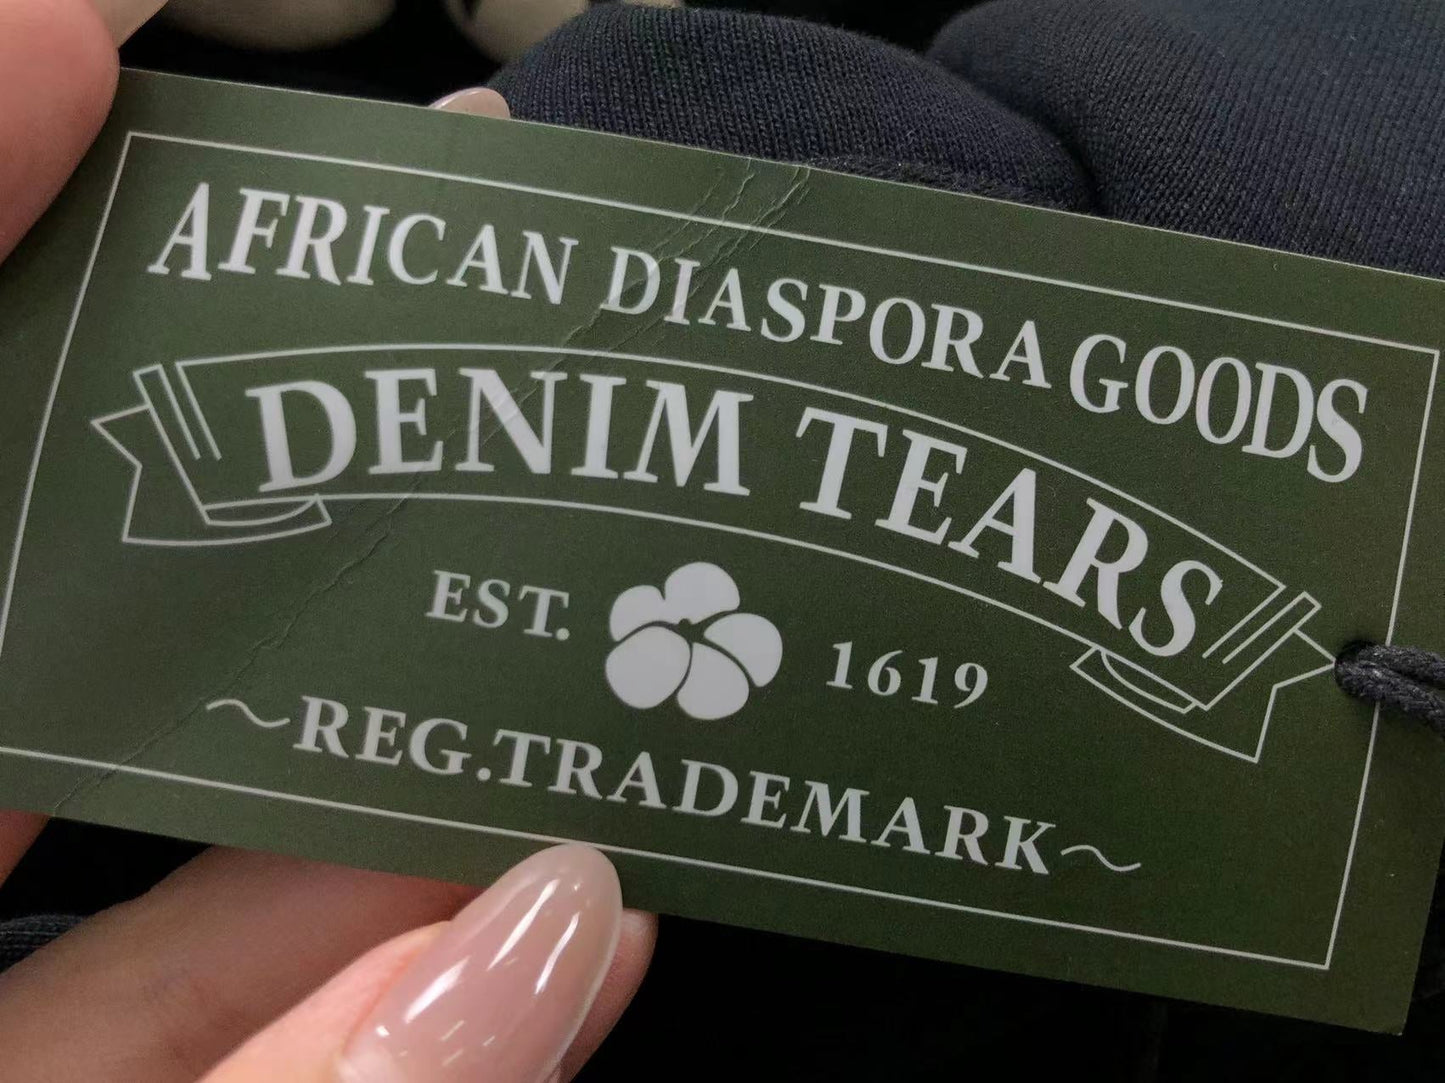 AFRICAN DIASPORA GOODS
DENIM TEARS
EST. 1619
~REG.TRADEMARK~